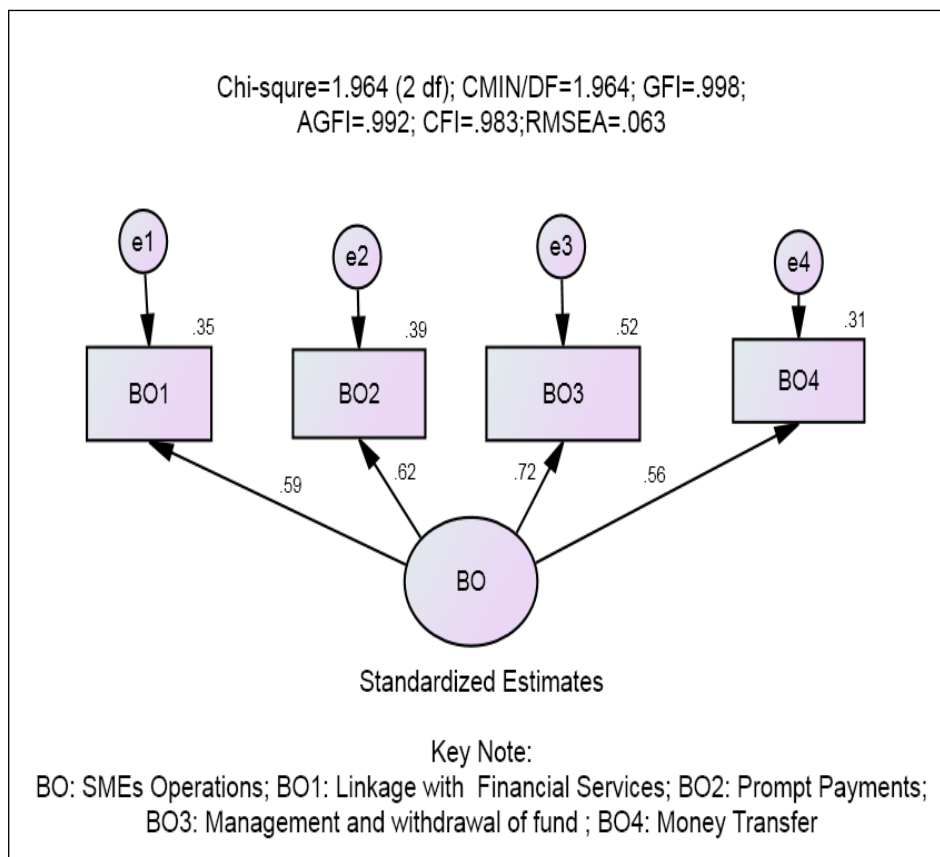 Chi-squre=1.964 (2 df); CMIN/DF=1.964; GFI=.998;
AGFI=.992; CFI=.983;RMSEA=.063
e1
e2
e3
e4
.35
.39
.52
.31
BO1
BO2
BO3
BO4
.59
.62
.72
.56
BO
Standardized Estimates
Key Note:
BO: SMEs Operations; BO1: Linkage with Financial Services; BO2: Prompt Payments;
BO3: Management and withdrawal of fund ; BO4: Money Transfer